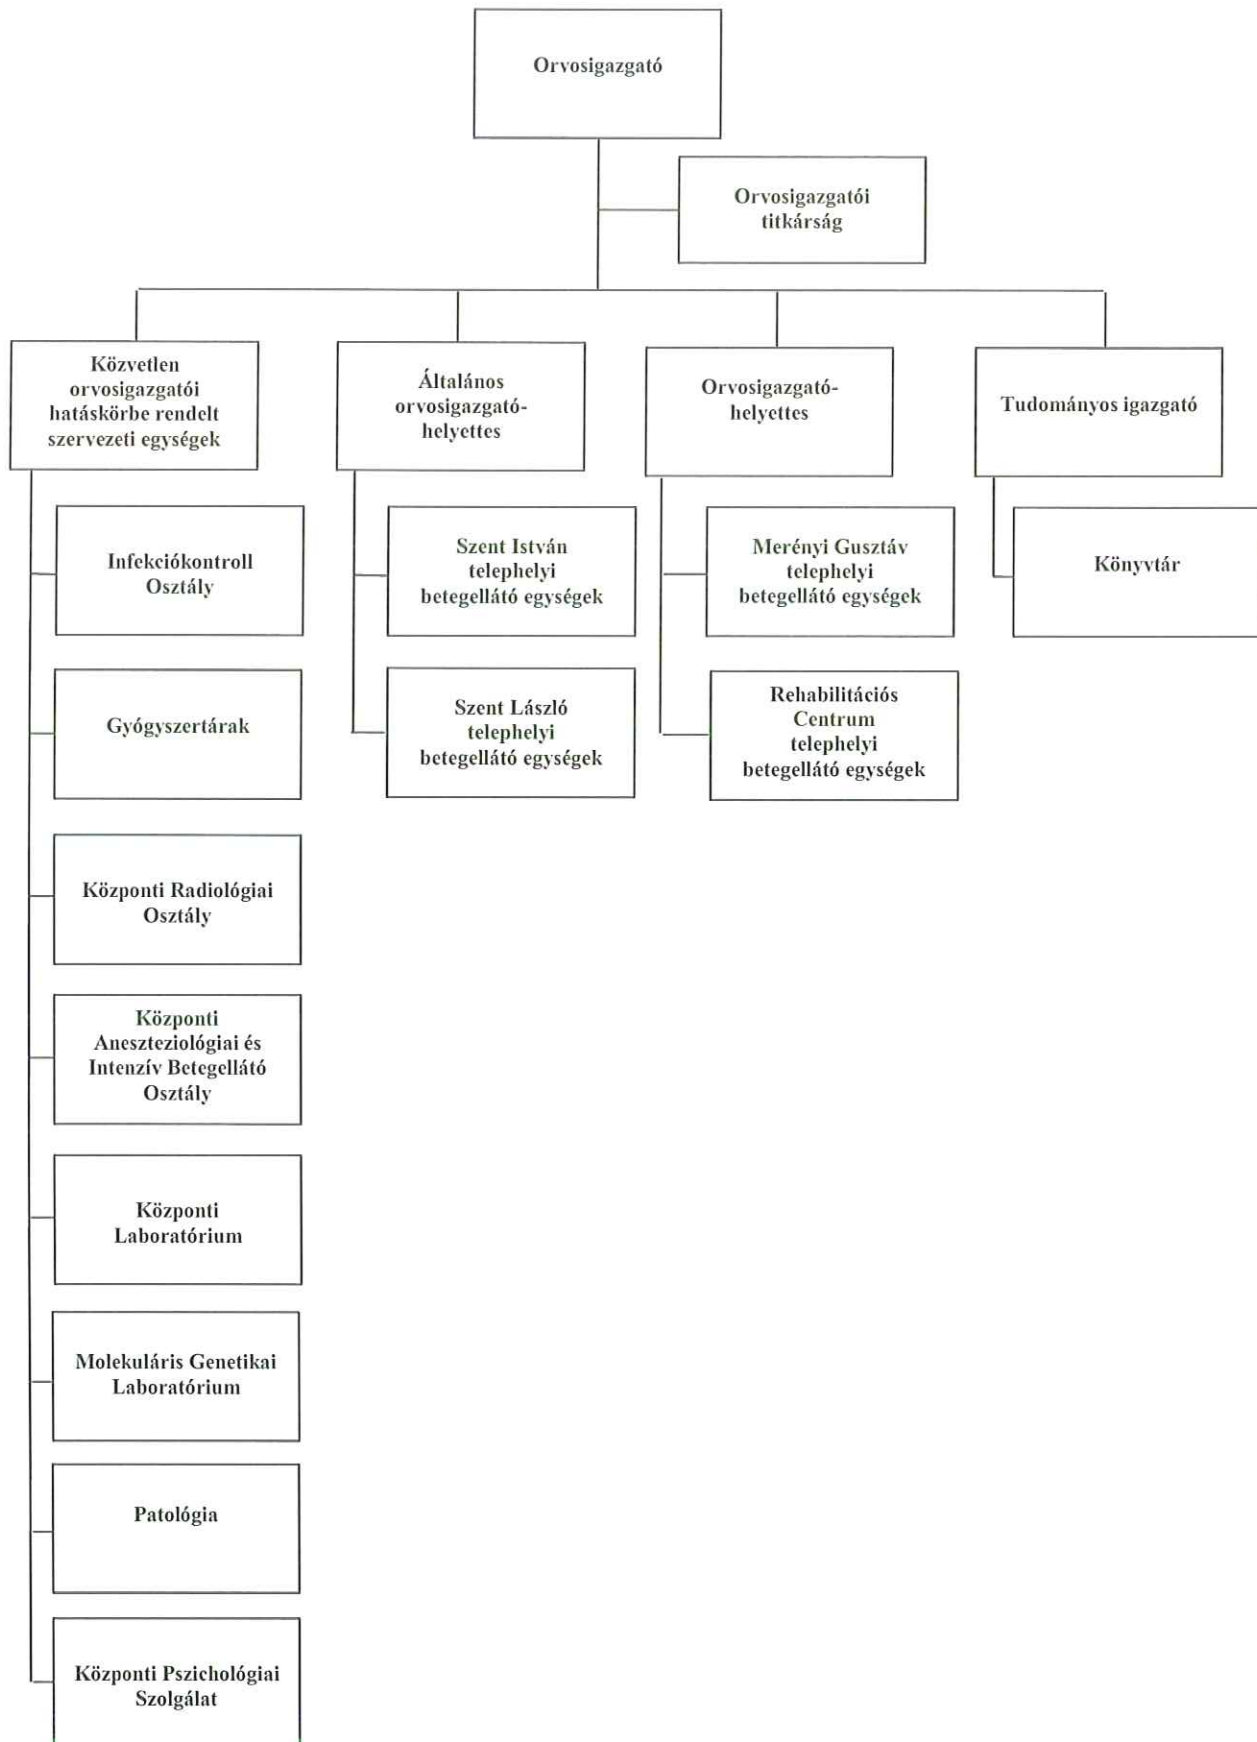 Orvosigazgató
Orvosigazgatói
titkárság
Közvetlen
orvosigazgatói
hatáskörbe rendelt
szervezeti egységek
Általános
orvosigazgató-
helyettes
Orvosigazgató-
helyettes
Tudományos igazgató
Infekciókontroll
Osztály
Szent István
telephelyi
betegellátó egységek
Merényi Gusztáv
telephelyi
betegellátó egységek
Könyvtár
Gyógyszertárak
Szent László
telephelyi
betegellátó egységek
Rehabilitációs
Centrum
telephelyi
betegellátó egységek
Központi Radiológiai
Osztály
Központi
Aneszteziológiai és
Intenzív Betegellátó
Osztály
Központi
Laboratórium
Molekuláris Genetikai
Laboratórium
Patológia
Központi Pszichológiai
Szolgálat